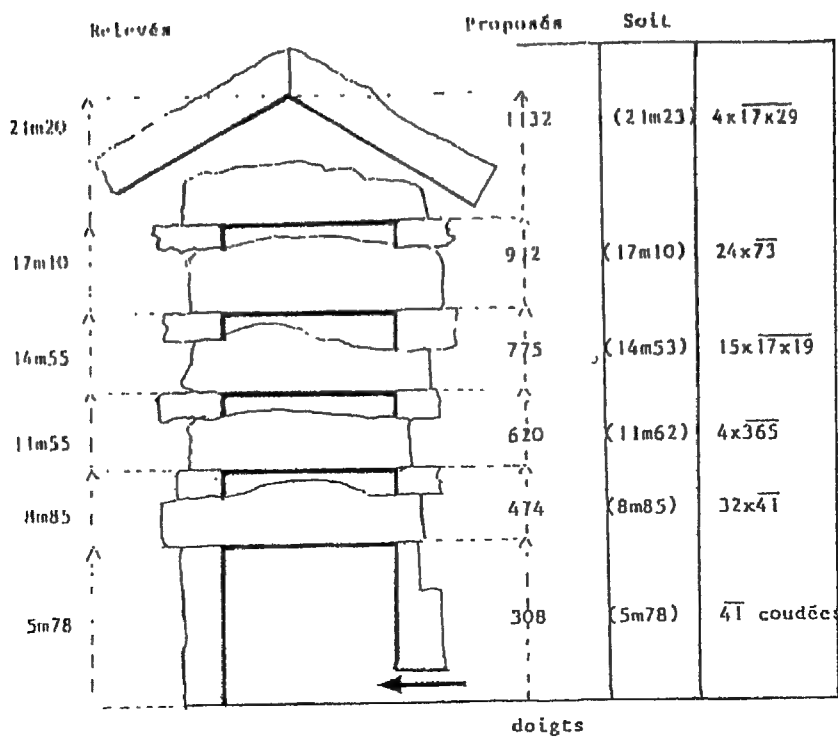 Relevés Proposés Soit
21m20 1132 (21m23) 4x17x29
17m10 912 (17m10) 24x73
14m55 775 (14m53) 15x17x19
11m55 620 (11m62) 4x365
8m85 474 (8m85) 32x41
5m78 308 (5m78) 41 coudées
doigts